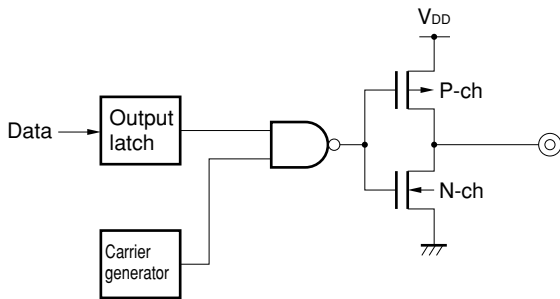 VDD
P-ch
Data
Output
latch
N-ch
Carrier
generator